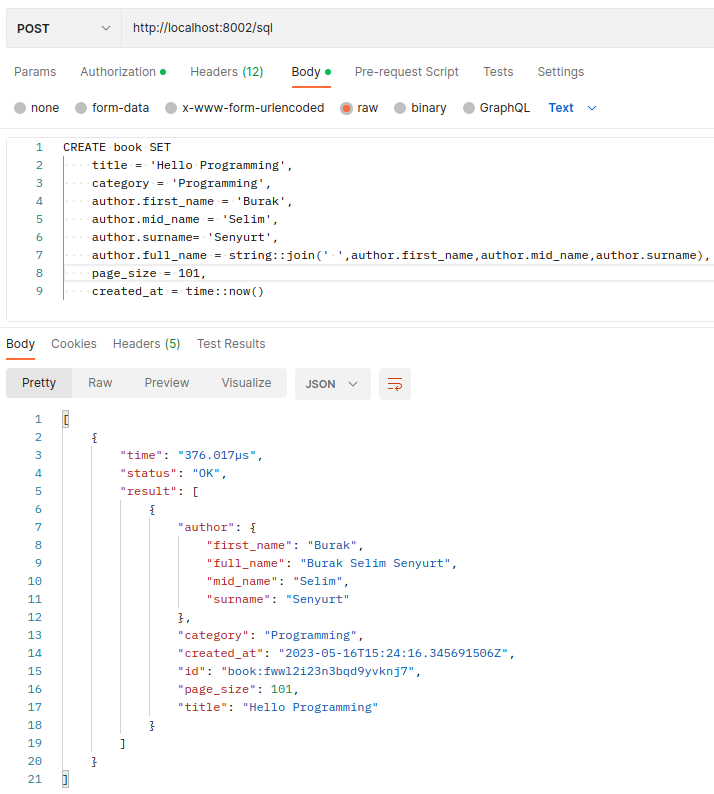 POST http://localhost:8002/sql
Params Authorization Headers (12) Body Pre-request Script Tests Settings
none form-data x-www-form-urlencoded raw binary GraphQL Text
1 CREATE book SET
2 title = 'Hello Programming',
3 category = 'Programming',
4 author.first_name = 'Burak',
5 author.mid_name = 'Selim',
6 author.surname= 'Senyurt',
7 author.full_name = string::join(' ',author.first_name,author.mid_name,author.surname),
8 page_size = 101,
9 created_at = time::now()
Body Cookies Headers (5) Test Results
Pretty Raw Preview Visualize JSON
1 [
2 {
3 "time": "376.017µs",
4 "status": "OK",
5 "result": [
6 {
7 "author": {
8 "first_name": "Burak",
9 "full_name": "Burak Selim Senyurt",
10 "mid_name": "Selim",
11 "surname": "Senyurt"
12 },
13 "category": "Programming",
14 "created_at": "2023-05-16T15:24:16.345691506Z",
15 "id": "book:fwwl2i23n3bqd9yvknj7",
16 "page_size": 101,
17 "title": "Hello Programming"
18 }
19 ]
20 }
21 ]